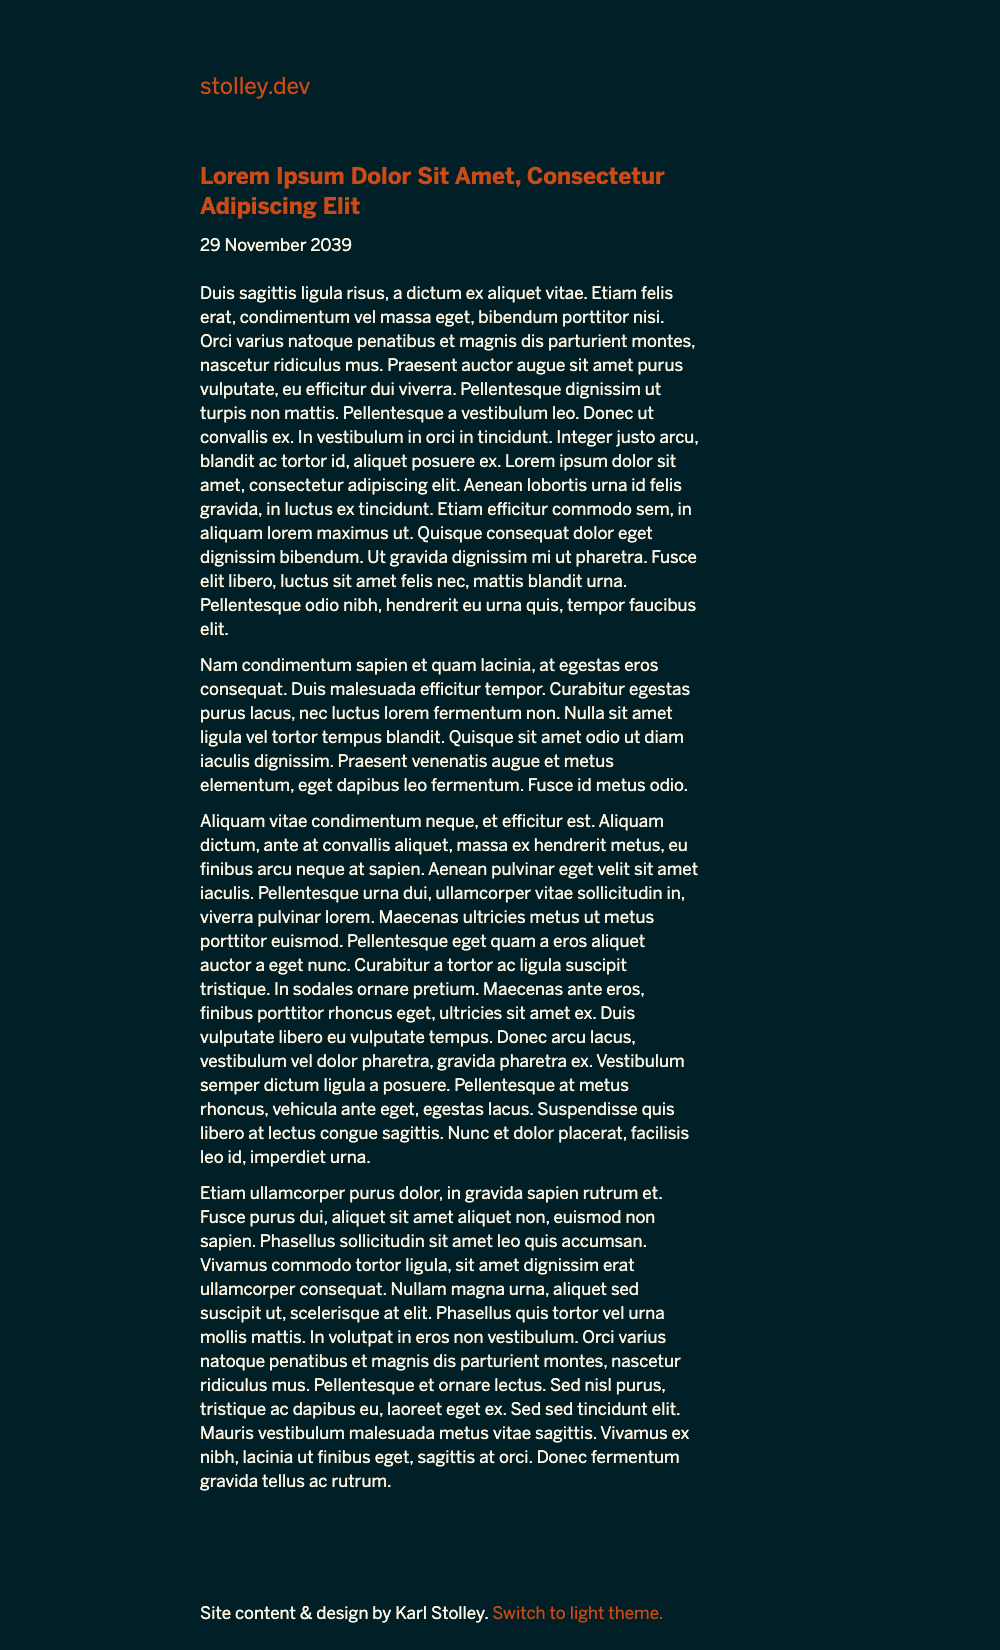 stolley.dev
Lorem Ipsum Dolor Sit Amet, Consectetur
Adipiscing Elit
29 November 2039
Duis sagittis ligula risus, a dictum ex aliquet vitae. Etiam felis
erat, condimentum vel massa eget, bibendum porttitor nisi.
Orci varius natoque penatibus et magnis dis parturient montes,
nascetur ridiculus mus. Praesent auctor augue sit amet purus
vulputate, eu efficitur dui viverra. Pellentesque dignissim ut
turpis non mattis. Pellentesque a vestibulum leo. Donec ut
convallis ex. In vestibulum in orci in tincidunt. Integer justo arcu,
blandit ac tortor id, aliquet posuere ex. Lorem ipsum dolor sit
amet, consectetur adipiscing elit. Aenean lobortis urna id felis
gravida, in luctus ex tincidunt. Etiam efficitur commodo sem, in
aliquam lorem maximus ut. Quisque consequat dolor eget
dignissim bibendum. Ut gravida dignissim mi ut pharetra. Fusce
elit libero, luctus sit amet felis nec, mattis blandit urna.
Pellentesque odio nibh, hendrerit eu urna quis, tempor faucibus
elit.
Nam condimentum sapien et quam lacinia, at egestas eros
consequat. Duis malesuada efficitur tempor. Curabitur egestas
purus lacus, nec luctus lorem fermentum non. Nulla sit amet
ligula vel tortor tempus blandit. Quisque sit amet odio ut diam
iaculis dignissim. Praesent venenatis augue et metus
elementum, eget dapibus leo fermentum. Fusce id metus odio.
Aliquam vitae condimentum neque, et efficitur est. Aliquam
dictum, ante at convallis aliquet, massa ex hendrerit metus, eu
finibus arcu neque at sapien. Aenean pulvinar eget velit sit amet
iaculis. Pellentesque urna dui, ullamcorper vitae sollicitudin in,
viverra pulvinar lorem. Maecenas ultricies metus ut metus
porttitor euismod. Pellentesque eget quam a eros aliquet
auctor a eget nunc. Curabitur a tortor ac ligula suscipit
tristique. In sodales ornare pretium. Maecenas ante eros,
finibus porttitor rhoncus eget, ultricies sit amet ex. Duis
vulputate libero eu vulputate tempus. Donec arcu lacus,
vestibulum vel dolor pharetra, gravida pharetra ex. Vestibulum
semper dictum ligula a posuere. Pellentesque at metus
rhoncus, vehicula ante eget, egestas lacus. Suspendisse quis
libero at lectus congue sagittis. Nunc et dolor placerat, facilisis
leo id, imperdiet urna.
Etiam ullamcorper purus dolor, in gravida sapien rutrum et.
Fusce purus dui, aliquet sit amet aliquet non, euismod non
sapien. Phasellus sollicitudin sit amet leo quis accumsan.
Vivamus commodo tortor ligula, sit amet dignissim erat
ullamcorper consequat. Nullam magna urna, aliquet sed
suscipit ut, scelerisque at elit. Phasellus quis tortor vel urna
mollis mattis. In volutpat in eros non vestibulum. Orci varius
natoque penatibus et magnis dis parturient montes, nascetur
ridiculus mus. Pellentesque et ornare lectus. Sed nisl purus,
tristique ac dapibus eu, laoreet eget ex. Sed sed tincidunt elit.
Mauris vestibulum malesuada metus vitae sagittis. Vivamus ex
nibh, lacinia ut finibus eget, sagittis at orci. Donec fermentum
gravida tellus ac rutrum.
Site content & design by Karl Stolley. Switch to light theme.